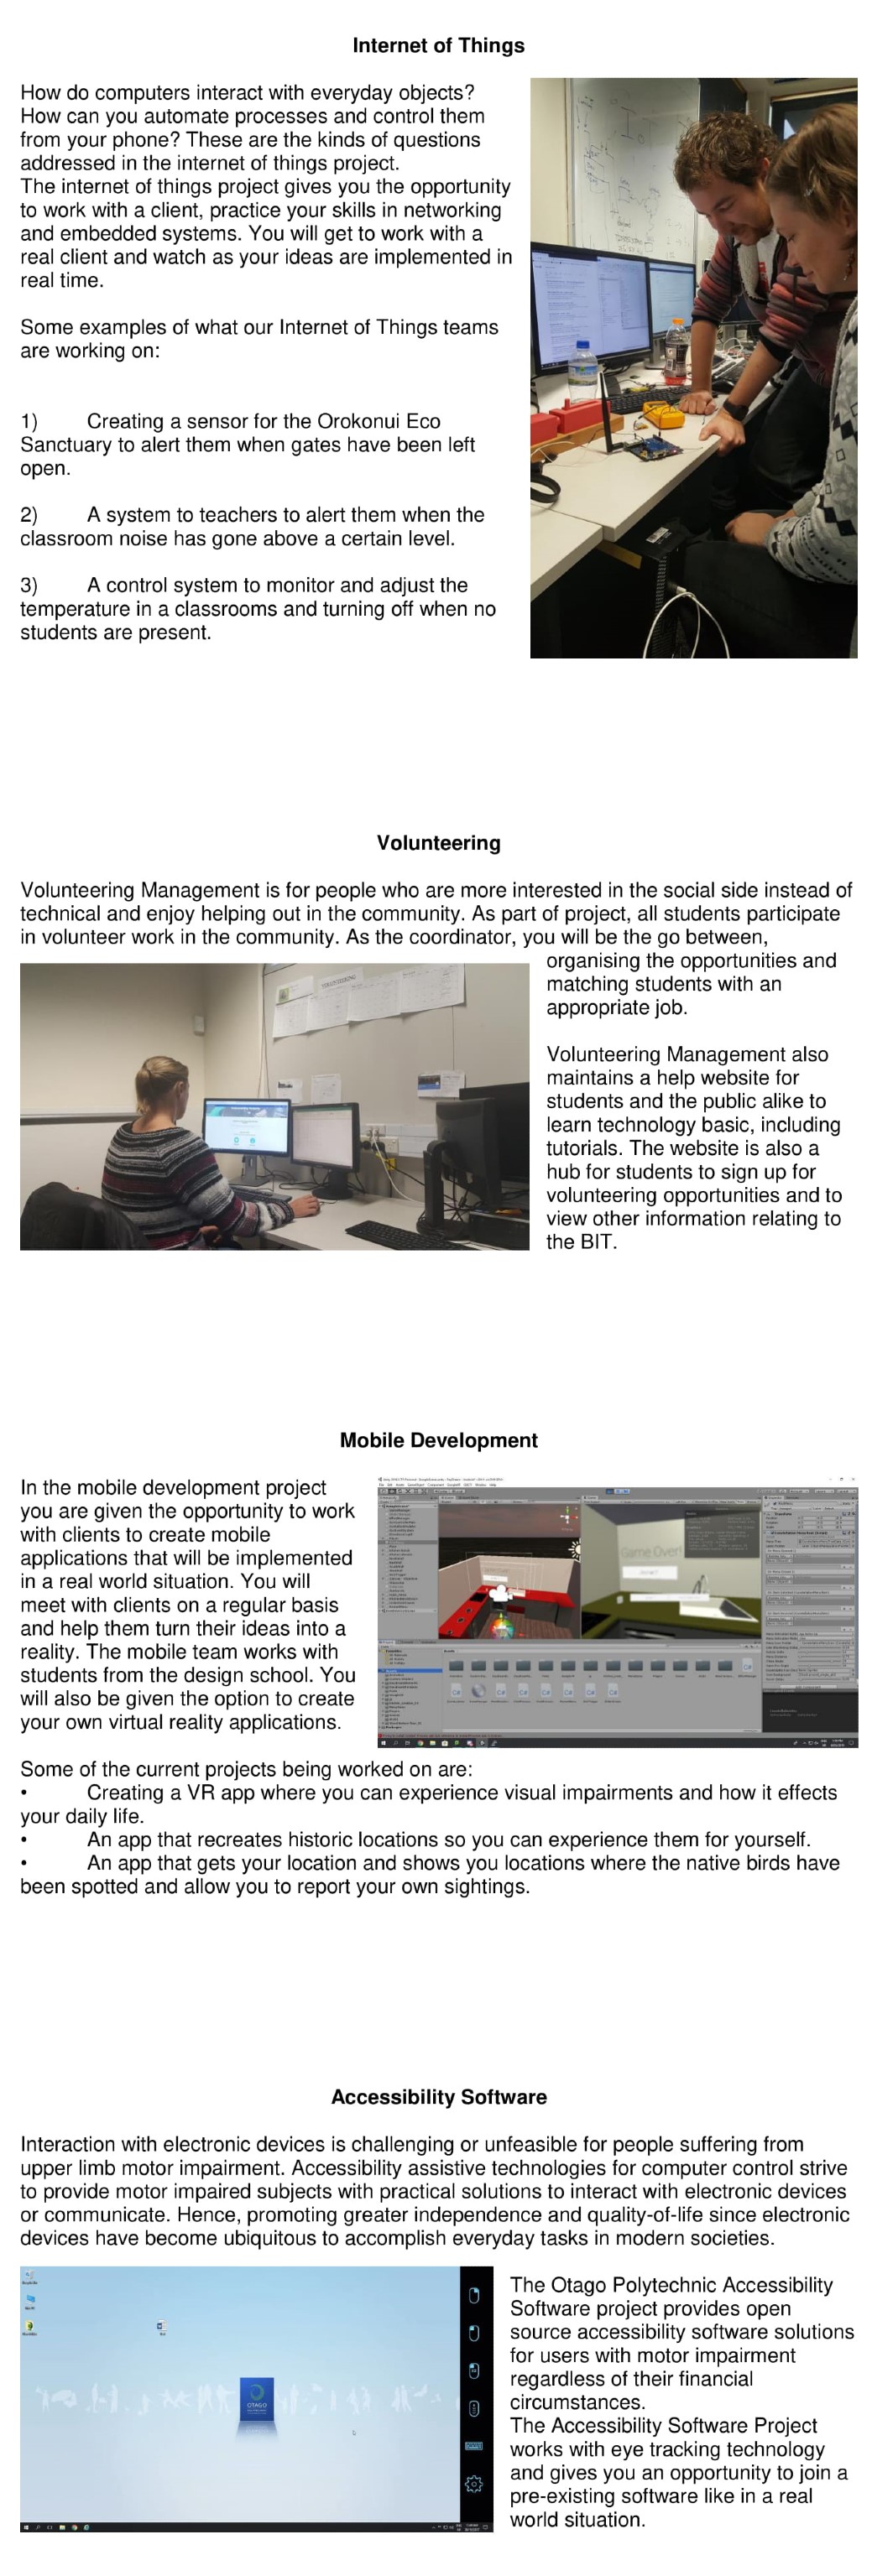 Internet of Things
How do computers interact with everyday objects?
How can you automate processes and control them
from your phone? These are the kinds of questions
addressed in the internet of things project.
The internet of things project gives you the opportunity
to work with a client, practice your skills in networking
and embedded systems. You will get to work with a
real client and watch as your ideas are implemented in
real time.
Some examples of what our Internet of Things teams
are working on:
1) Creating a sensor for the Orokonui Eco
Sanctuary to alert them when gates have been left
open.
2) A system to teachers to alert them when the
classroom noise has gone above a certain level.
3) A control system to monitor and adjust the
temperature in a classrooms and turning off when no
students are present.
Volunteering
Volunteering Management is for people who are more interested in the social side instead of
technical and enjoy helping out in the community. As part of project, all students participate
in volunteer work in the community. As the coordinator, you will be the go between,
organising the opportunities and
matching students with an
appropriate job.
VOLUNTEERING
Volunteering Management also
maintains a help website for
students and the public alike to
learn technology basic, including
tutorials. The website is also a
hub for students to sign up for
volunteering opportunities and to
view other information relating to
the BIT.
Mobile Development
In the mobile development project
you are given the opportunity to work
with clients to create mobile
applications that will be implemented
in a real world situation. You will
meet with clients on a regular basis
and help them turn their ideas into a
reality. The mobile team works with
students from the design school. You
will also be given the option to create
your own virtual reality applications.
Game Over!
Some of the current projects being worked on are:
• Creating a VR app where you can experience visual impairments and how it effects
your daily life.
• An app that recreates historic locations so you can experience them for yourself.
• An app that gets your location and shows you locations where the native birds have
been spotted and allow you to report your own sightings.
Accessibility Software
Interaction with electronic devices is challenging or unfeasible for people suffering from
upper limb motor impairment. Accessibility assistive technologies for computer control strive
to provide motor impaired subjects with practical solutions to interact with electronic devices
or communicate. Hence, promoting greater independence and quality-of-life since electronic
devices have become ubiquitous to accomplish everyday tasks in modern societies.
OTAGO
The Otago Polytechnic Accessibility
Software project provides open
source accessibility software solutions
for users with motor impairment
regardless of their financial
circumstances.
The Accessibility Software Project
works with eye tracking technology
and gives you an opportunity to join a
pre-existing software like in a real
world situation.